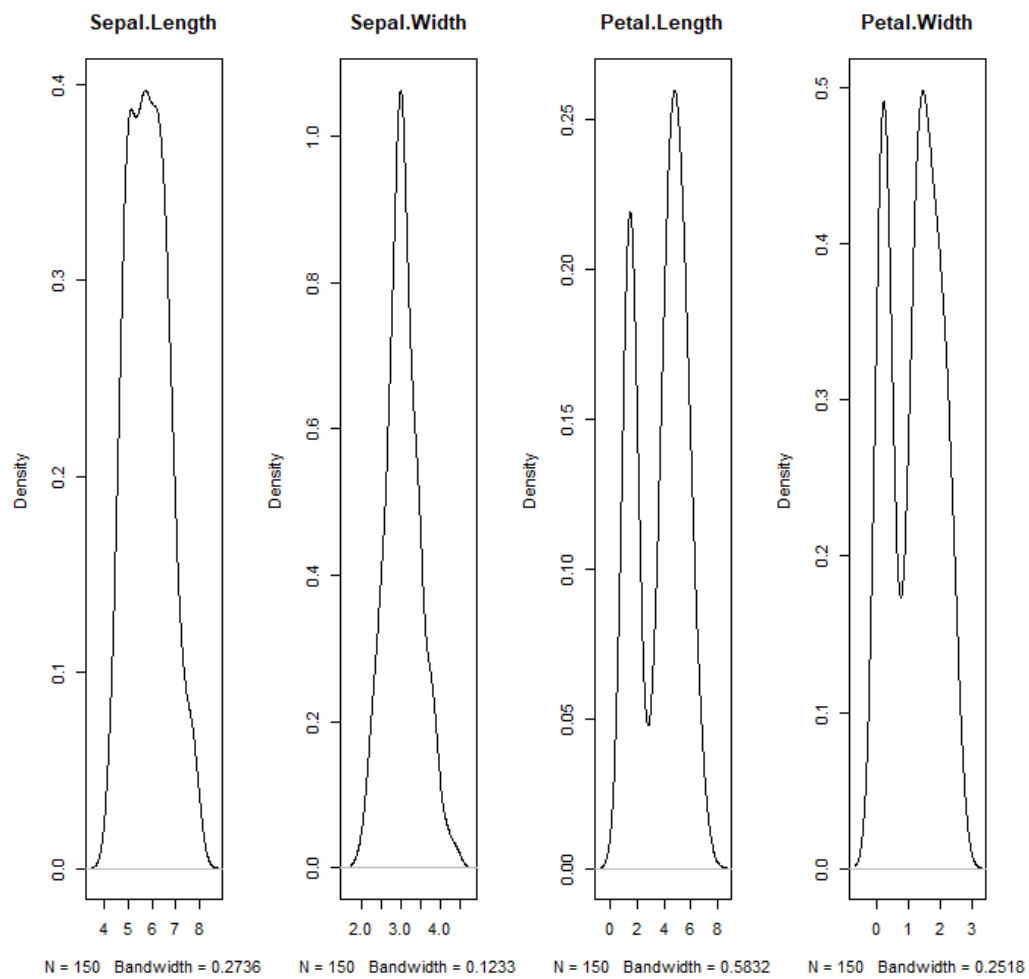 Sepal.Length
Sepal.Width
Petal.Length
Petal.Width
Density
0.0
0.1
0.2
0.3
0.4
4 5 6 7 8
N = 150 Bandwidth = 0.2736
Density
0.0
0.2
0.4
0.6
0.8
1.0
2.0 3.0 4.0
N = 150 Bandwidth = 0.1233
Density
0.00
0.05
0.10
0.15
0.20
0.25
0 2 4 6 8
N = 150 Bandwidth = 0.5832
Density
0.0
0.1
0.2
0.3
0.4
0.5
0 1 2 3
N = 150 Bandwidth = 0.2518